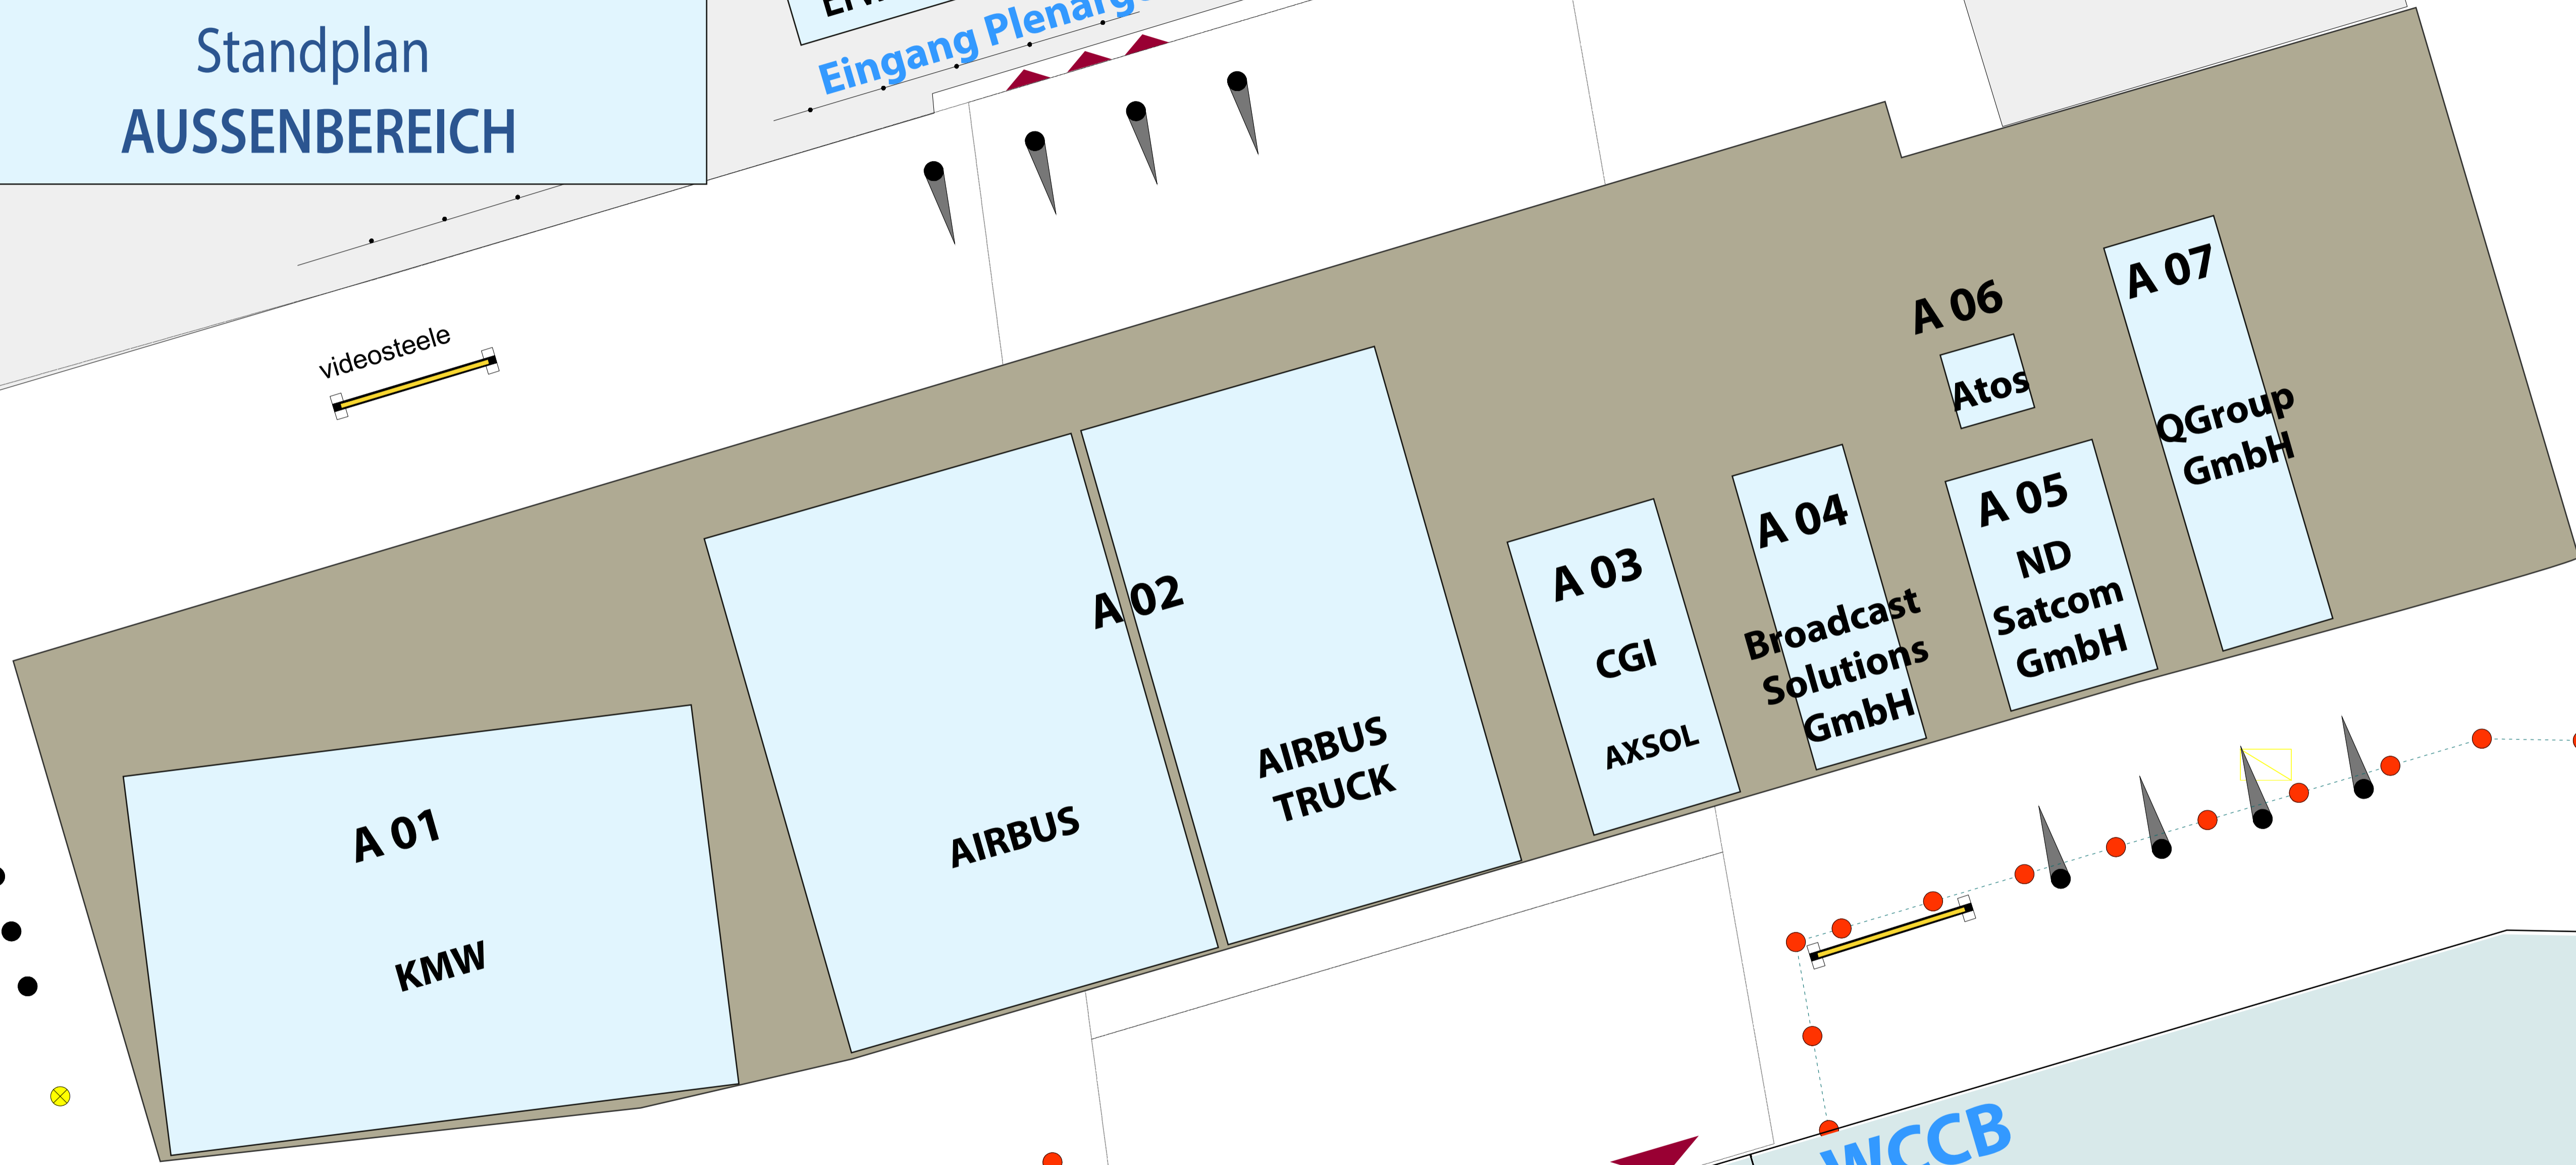 Standplan
AUSSENBEREICH
Eingang
videosteele
A 01
KMW
A 02
AIRBUS
AIRBUS
TRUCK
A 03
CGI
AXSOL
A 04
Broadcast
Solutions
GmbH
A 05
ND
Satcom
GmbH
A 06
Atos
A 07
QGroup
GmbH
WCCB